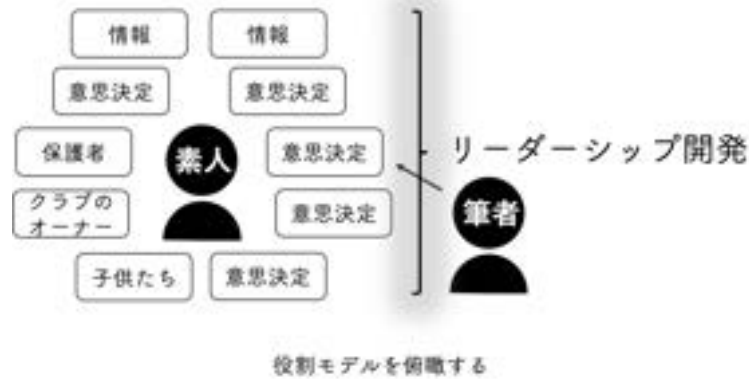 情報
情報
意思決定
意思決定
保護者
素人
意思決定
リーダーシップ開発
クラブの
オーナー
意思決定
筆者
子供たち
意思決定
役割モデルを俯瞰する